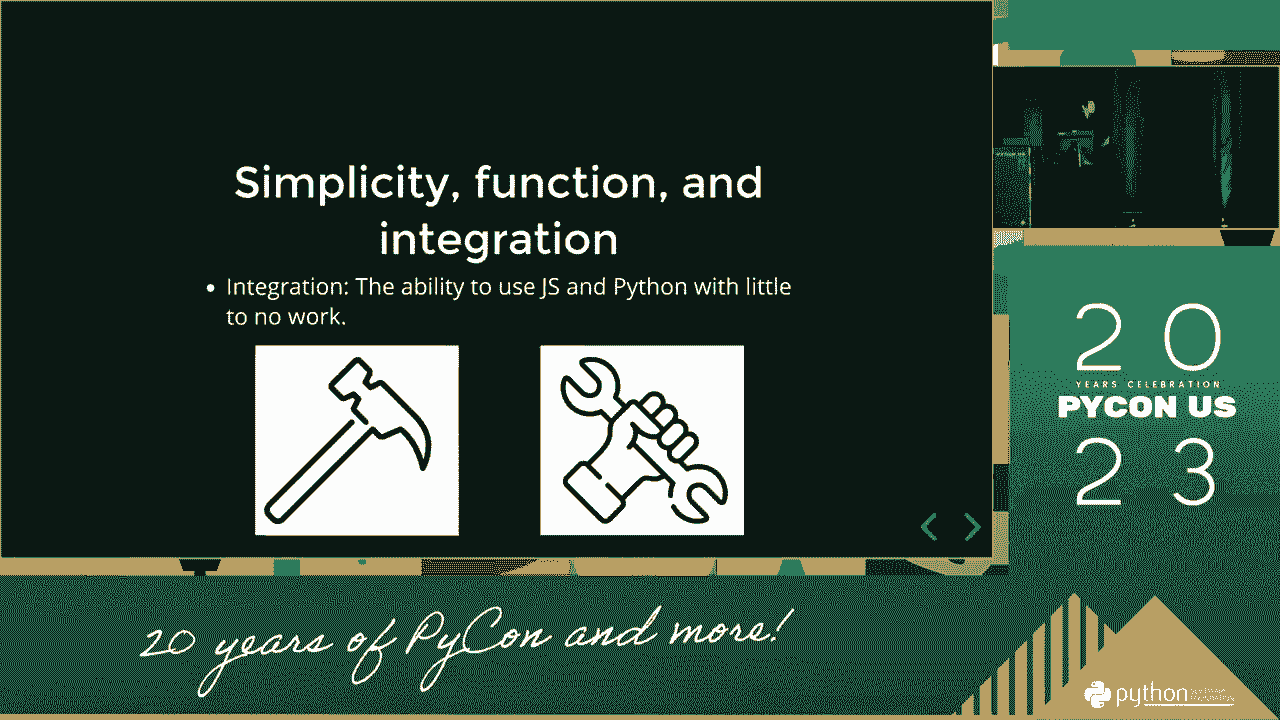 Simplicity, function, and
integration
• Integration: The ability to use JS and Python with little
to no work.
20
YEARS CELEBRATION
PYCON US
23
20 years of PyCon and more!
python